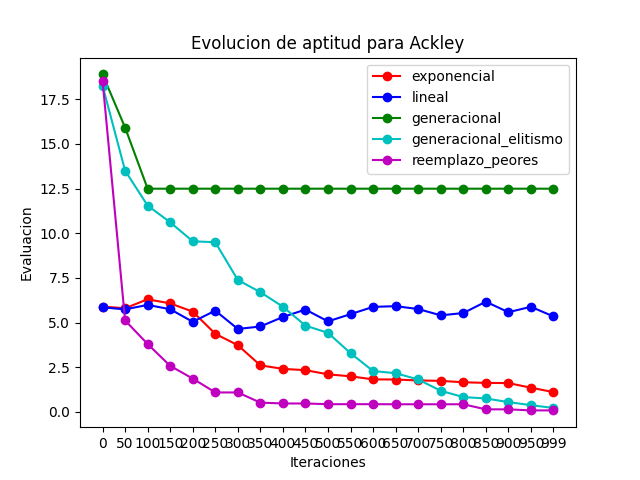 Evolucion de aptitud para Ackley
exponencial
lineal
generacional
generacional_elitismo
reemplazo_peores
Evaluacion
17.5
15.0
12.5
10.0
7.5
5.0
2.5
0.0
0 50 100 150 200 250 300 350 400 450 500 550 600 650 700 750 800 850 900 950 999
Iteraciones